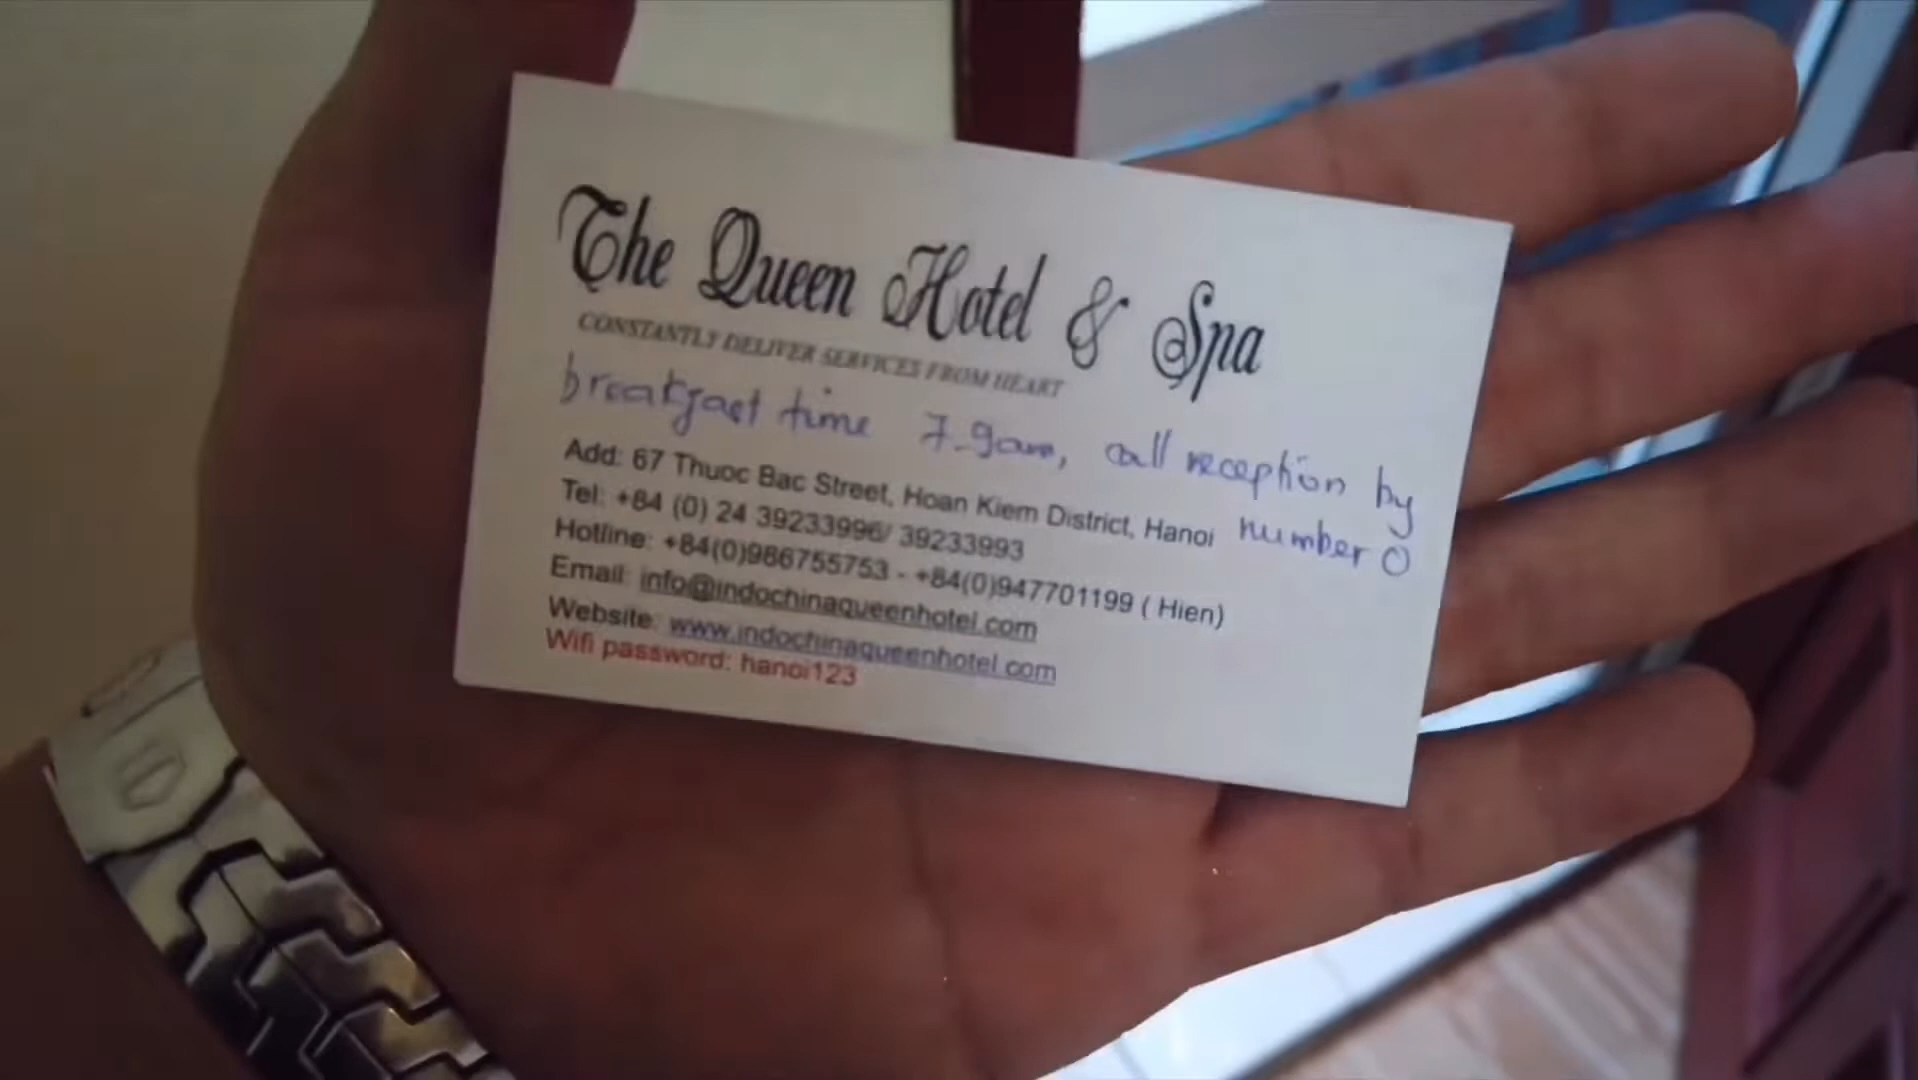 The Queen Hotel & Spa
CONSTANTLY DELIVER SERVICES FROM HEART
breakfast time 7-9am, call reception by
number 0
Add: 67 Thuoc Bac Street, Hoan Kiem District, Hanoi
Tel: +84 (0) 24 39233996/ 39233993
Hotline: +84(0)986755753 - +84(0)947701199 ( Hien)
Email: info@indochinaqueenhotel.com
Website: www.indochinaqueenhotel.com
Wifi password: hanoi123